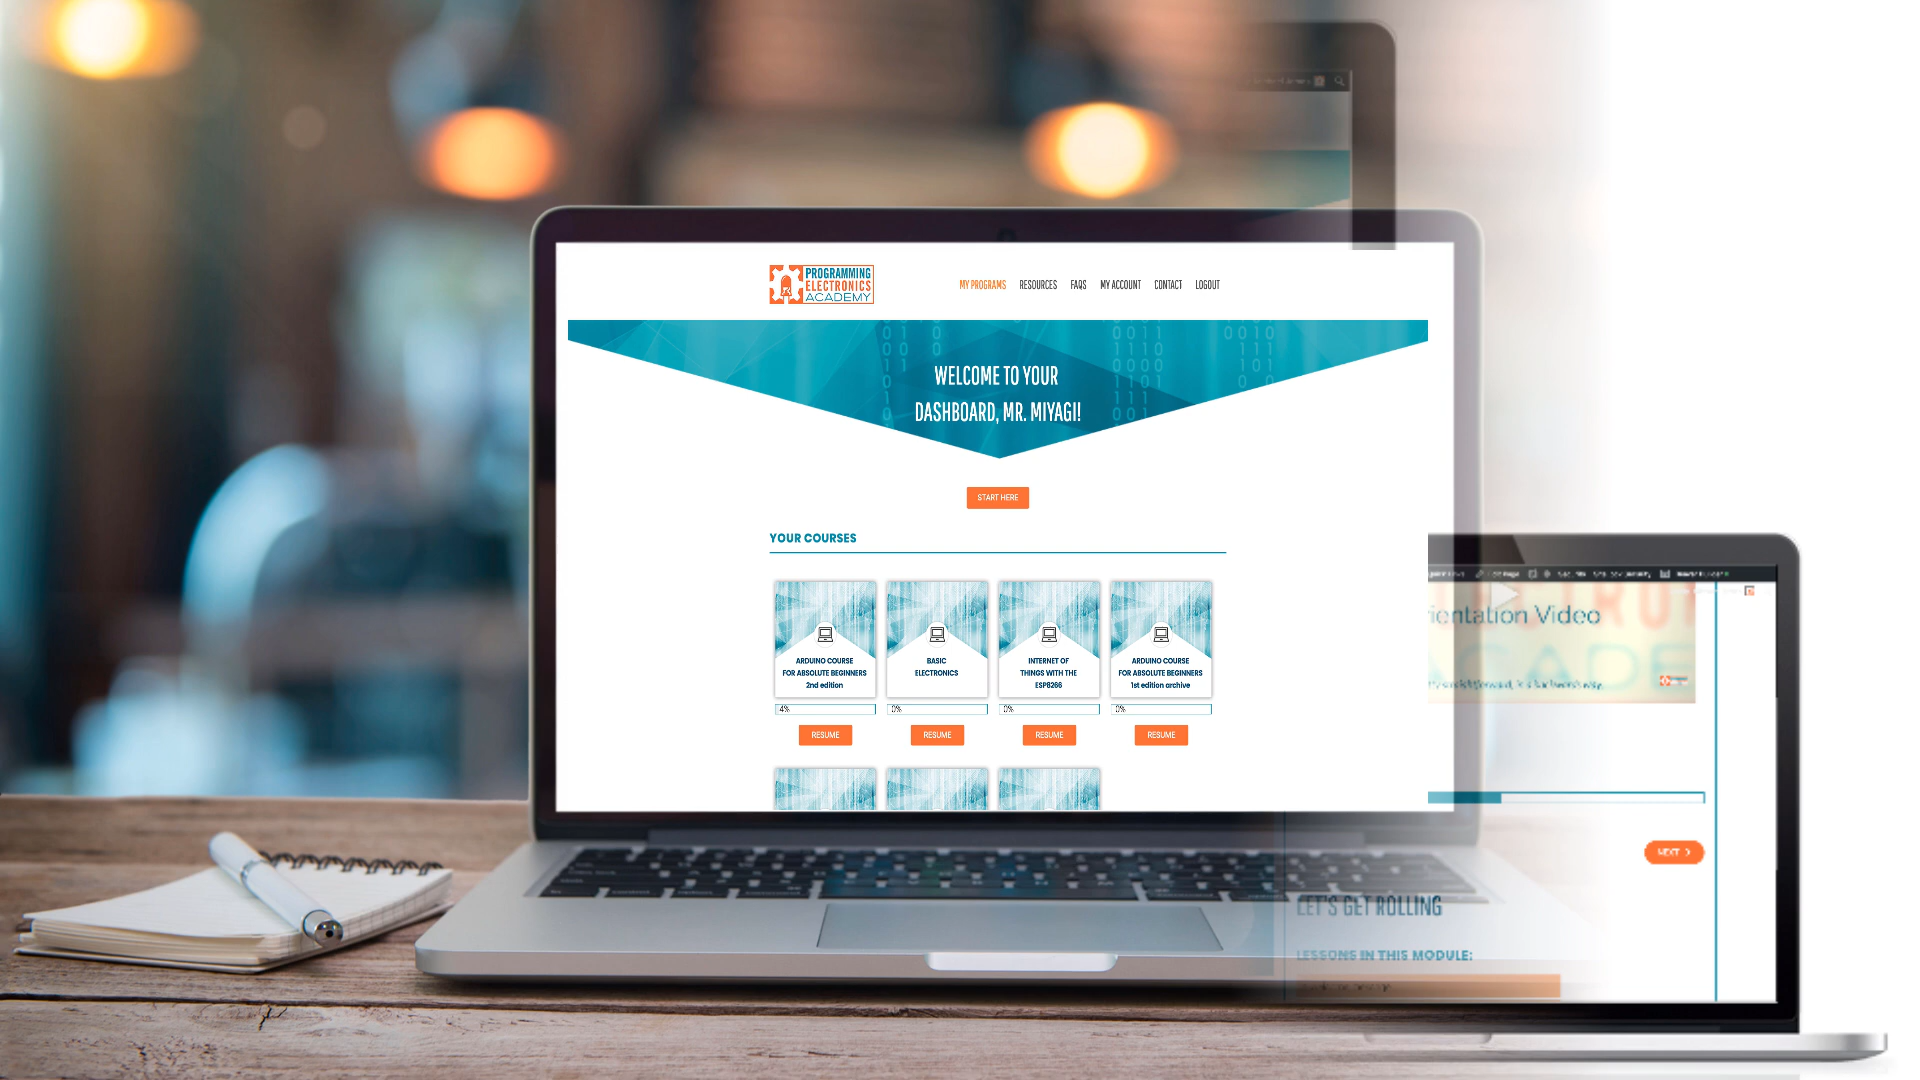 PROGRAMMING
ELECTRONICS
ACADEMY
MY PROGRAMS RESOURCES FAQS MY ACCOUNT CONTACT LOGOUT
WELCOME TO YOUR
DASHBOARD, MR. MIYAGI!
START HERE
YOUR COURSES
ARDUINO COURSE
FOR ABSOLUTE BEGINNERS
2nd edition
BASIC
ELECTRONICS
INTERNET OF
THINGS WITH THE
ESP8266
ARDUINO COURSE
FOR ABSOLUTE BEGINNERS
1st edition archive
4%
0%
0%
0%
RESUME
RESUME
RESUME
RESUME
Video
NEXT
LET'S GET ROLLING
LESSONS IN THIS MODULE: